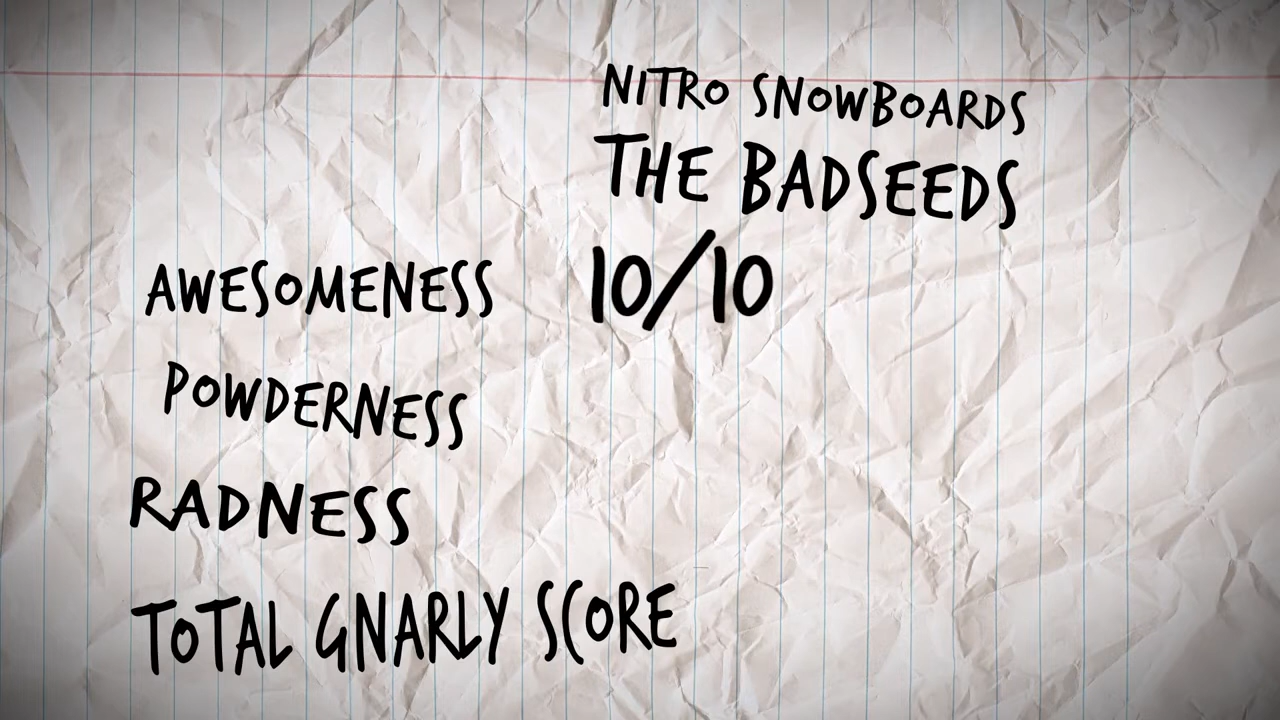 NITRO SNOWBOARDS
THE BADSEEDS
AWESOMENESS 10/10
POWDERNESS
RADNESS
TOTAL GNARLY SCORE